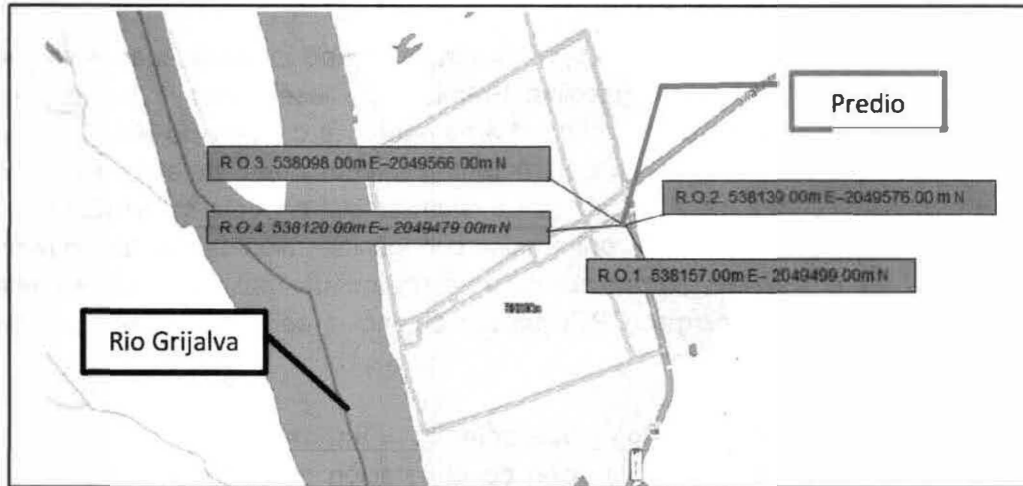 Predio
R.O.3. 538098.00m E–2049566.00m N
R.O.2. 538139.00m E–2049576.00 m N
R.O.4. 538120.00m E– 2049479.00m N
R.O.1. 538157.00m E– 2049499.00m N
Rio Grijalva